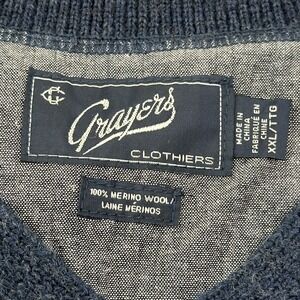 Grayers
CLOTHIERS
100% MERINO WOOL/
LAINE MÉRINOS
MADE IN
CHINA
FABRIQUÉ EN
CHINE
XXL/TTG